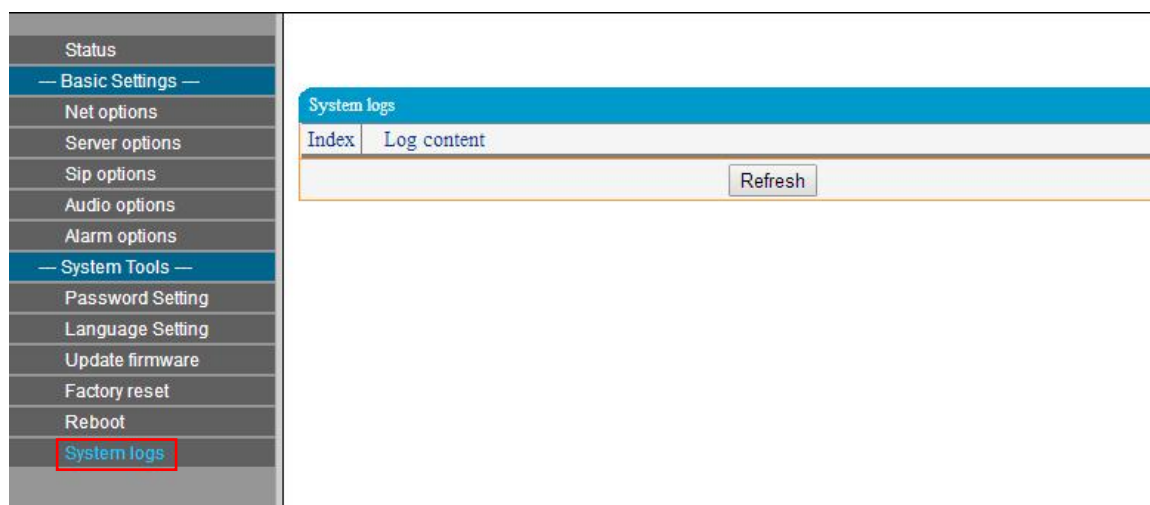 Status
— Basic Settings —
Net options
Server options
Sip options
Audio options
Alarm options
— System Tools —
Password Setting
Language Setting
Update firmware
Factory reset
Reboot
System logs
System logs
Index Log content
Refresh